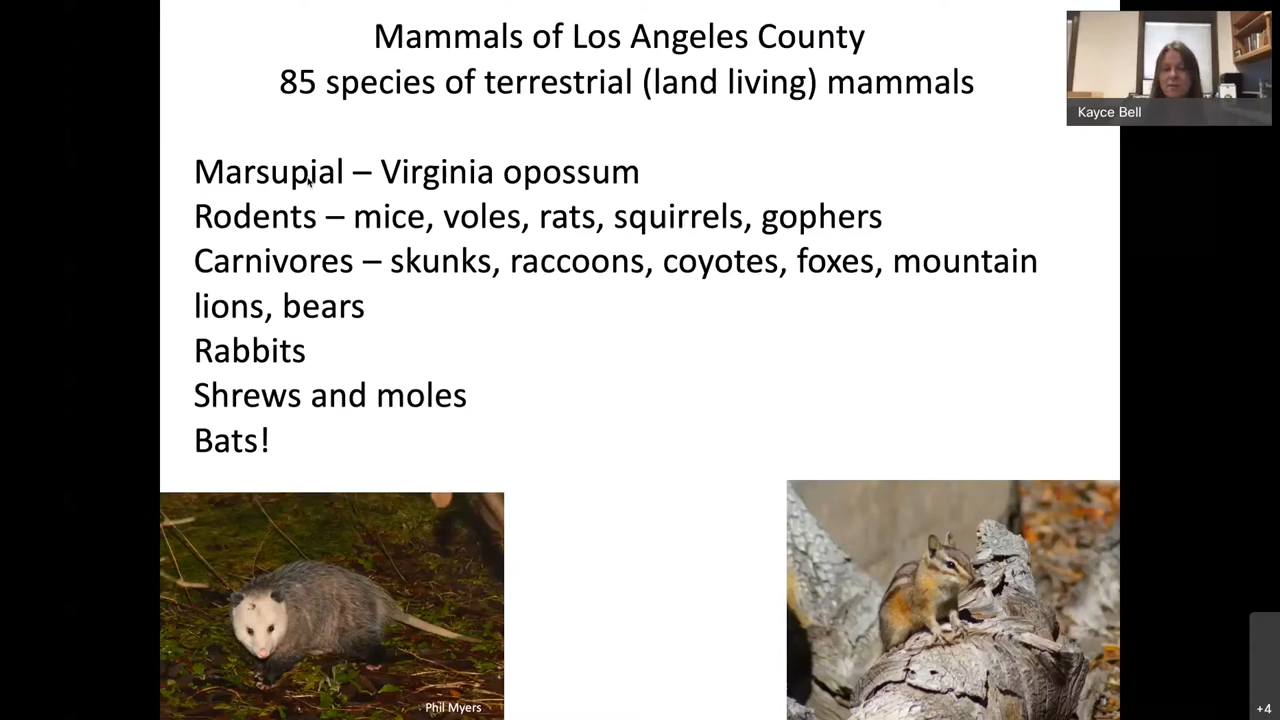 Mammals of Los Angeles County
85 species of terrestrial (land living) mammals
Kayce Bell
Marsupial – Virginia opossum
Rodents – mice, voles, rats, squirrels, gophers
Carnivores – skunks, raccoons, coyotes, foxes, mountain
lions, bears
Rabbits
Shrews and moles
Bats!
Phil Myers
+4